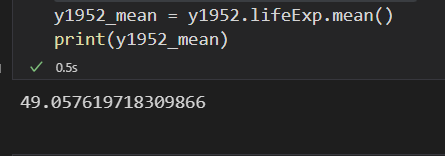 y1952_mean = y1952.lifeExp.mean()
print(y1952_mean)
0.5s
49.057619718309866